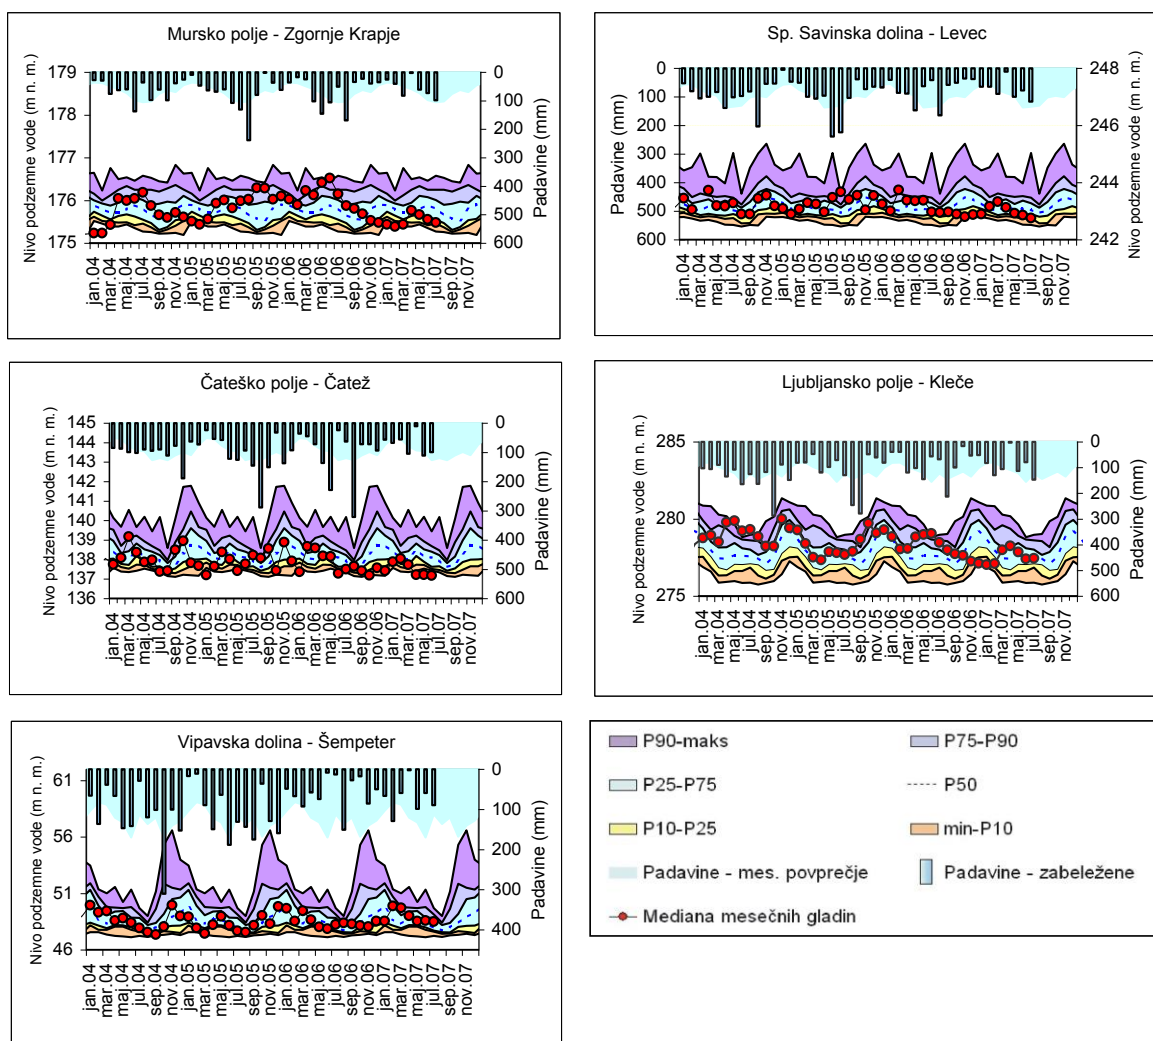 Mursko polje - Zgornje Krapje
Nivo podzemne vode (m n. m.)
179
178
177
176
175
0
100
200
300
400
500
600
Padavine (mm)
jan.04
mar.04
maj.04
jul.04
sep.04
nov.04
jan.05
mar.05
maj.05
jul.05
sep.05
nov.05
jan.06
mar.06
maj.06
jul.06
sep.06
nov.06
jan.07
mar.07
maj.07
jul.07
sep.07
nov.07
Sp. Savinska dolina - Levec
Padavine (mm)
0
100
200
300
400
500
600
248
246
244
242
Nivo podzemne vode (m n. m.)
jan.04
mar.04
maj.04
jul.04
sep.04
nov.04
jan.05
mar.05
maj.05
jul.05
sep.05
nov.05
jan.06
mar.06
maj.06
jul.06
sep.06
nov.06
jan.07
mar.07
maj.07
jul.07
sep.07
nov.07
Čateško polje - Čatež
Nivo podzemne vode (m n. m.)
145
144
143
142
141
140
139
138
137
136
0
100
200
300
400
500
600
Padavine (mm)
jan.04
mar.04
maj.04
jul.04
sep.04
nov.04
jan.05
mar.05
maj.05
jul.05
sep.05
nov.05
jan.06
mar.06
maj.06
jul.06
sep.06
nov.06
jan.07
mar.07
maj.07
jul.07
sep.07
nov.07
Ljubljansko polje - Kleče
Nivo podzemne vode (m n. m.)
285
280
275
0
100
200
300
400
500
600
Padavine (mm)
jan.04
mar.04
maj.04
jul.04
sep.04
nov.04
jan.05
mar.05
maj.05
jul.05
sep.05
nov.05
jan.06
mar.06
maj.06
jul.06
sep.06
nov.06
jan.07
mar.07
maj.07
jul.07
sep.07
nov.07
Vipavska dolina - Šempeter
Nivo podzemne vode (m n. m.)
61
56
51
46
0
100
200
300
400
Padavine (mm)
jan.04
mar.04
maj.04
jul.04
sep.04
nov.04
jan.05
mar.05
maj.05
jul.05
sep.05
nov.05
jan.06
mar.06
maj.06
jul.06
sep.06
nov.06
jan.07
mar.07
maj.07
jul.07
sep.07
nov.07
P90-maks
P75-P90
P25-P75
P50
P10-P25
min-P10
Padavine - mes. povprečje
Padavine - zabeležene
Mediana mesečnih gladin